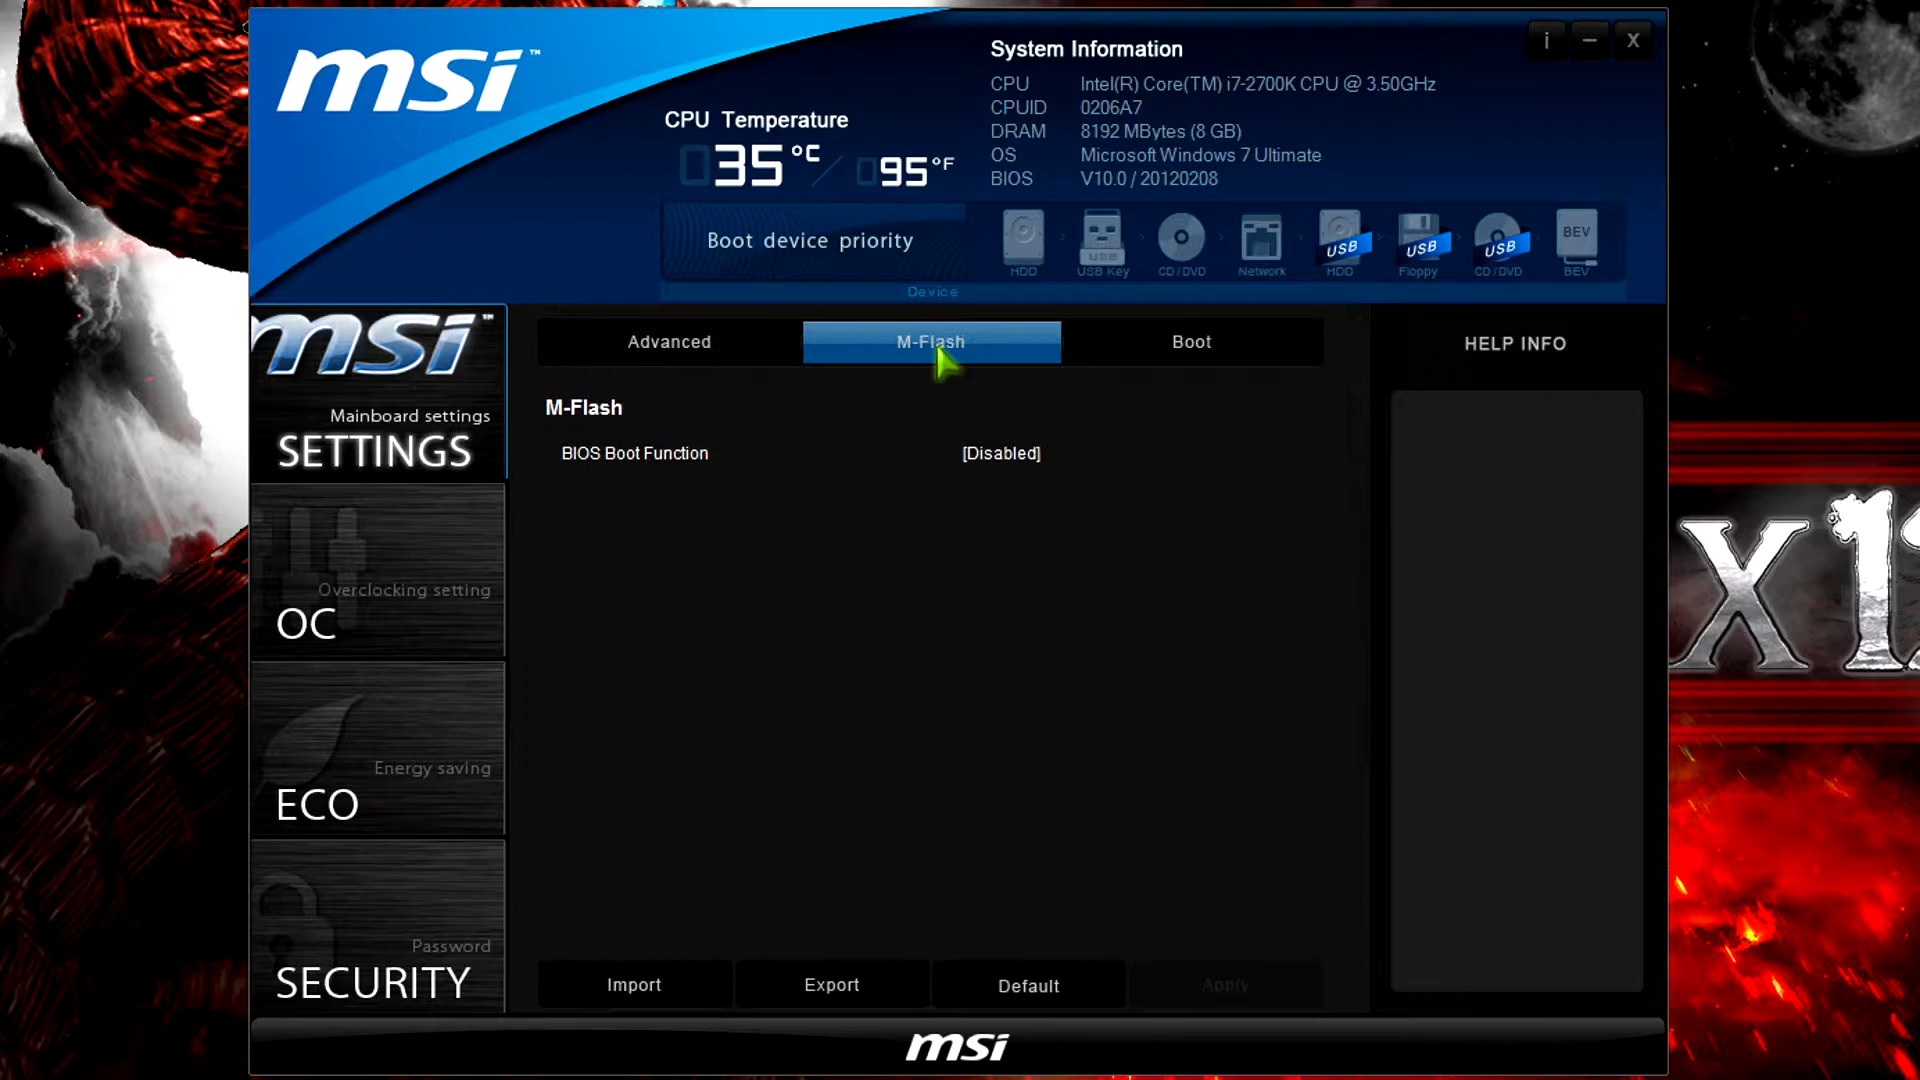 msi™
i – X
System Information
CPU Intel(R) Core(TM) i7-2700K CPU @ 3.50GHz
CPUID 0206A7
DRAM 8192 MBytes (8 GB)
OS Microsoft Windows 7 Ultimate
BIOS V10.0 / 20120208
CPU Temperature
35 °C / 95 °F
Boot device priority
USB USB USB USB BEV
HDD USB Key CD/DVD Network HDD Floppy CD/DVD BEV
Device
msi™
Mainboard settings
SETTINGS
Overclocking setting
OC
Energy saving
ECO
Password
SECURITY
Advanced M-Flash Boot
M-Flash
BIOS Boot Function [Disabled]
HELP INFO
Import Export Default Apply
msi